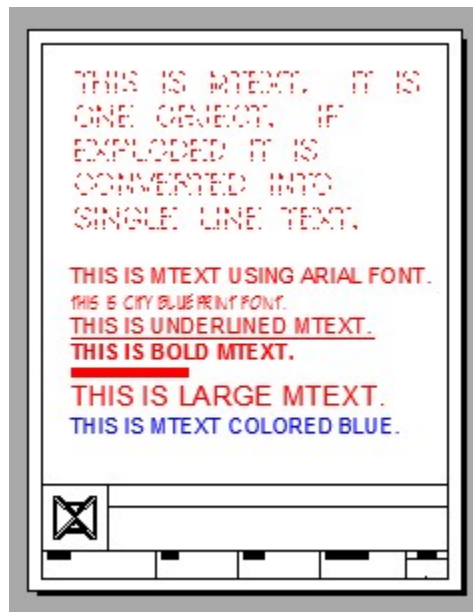 THIS IS MTEXT. IT IS
ONE OBJECT. IF
EXPLODED IT IS
CONVERTED INTO
SINGLE LINE TEXT.
THIS IS MTEXT USING ARIAL FONT.
THIS IS CITY BLUEPRINT FONT.
THIS IS UNDERLINED MTEXT.
THIS IS BOLD MTEXT.
THIS IS LARGE MTEXT.
THIS IS MTEXT COLORED BLUE.